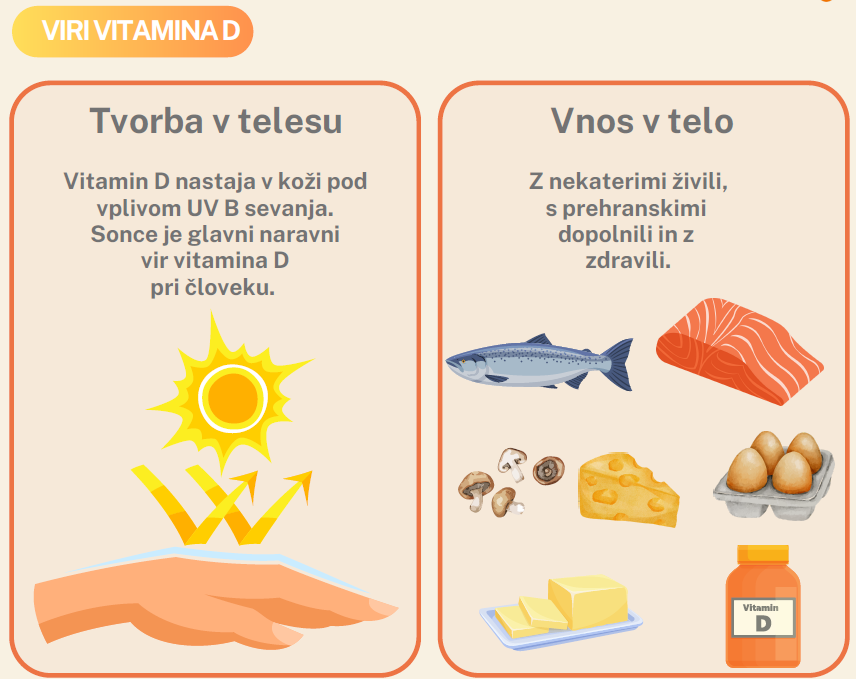 VIRI VITAMINA D
Tvorba v telesu
Vitamin D nastaja v koži pod
vplivom UV B sevanja.
Sonce je glavni naravni
vir vitamina D
pri človeku.
Vnos v telo
Z nekaterimi živili,
s prehranskimi
dopolnili in z
zdravili.
Vitamin
D